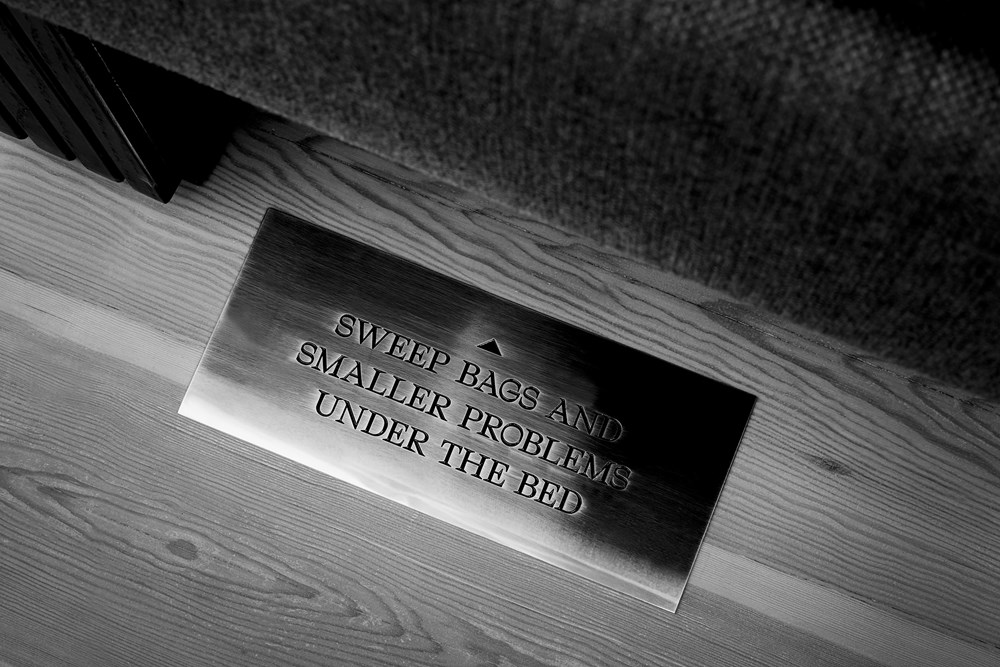 SWEEP BAGS AND
SMALLER PROBLEMS
UNDER THE BED